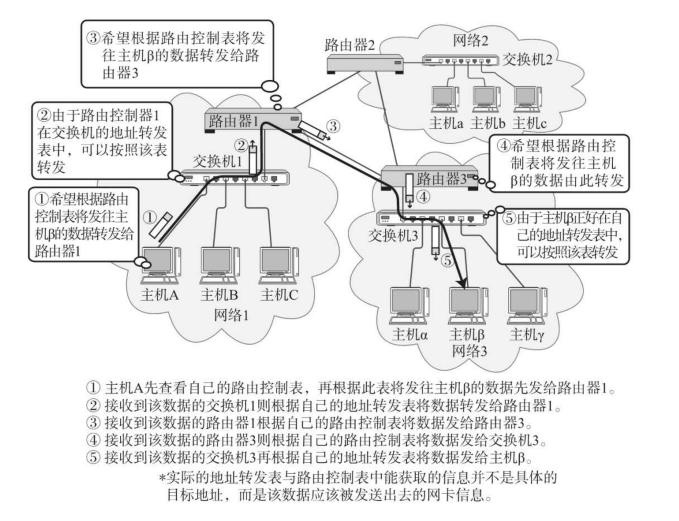 ③希望根据路由控制表将发
往主机β的数据转发给路
由器3
路由器2
网络2
交换机2
主机a
主机b
主机c
②由于路由控制器1
在交换机的地址转发
表中，可以按照该表
转发
路由器1
③
②
交换机1
①希望根据路由
控制表将发往主
机β的数据转发给
路由器1
①
主机A
主机B
主机C
网络1
④希望根据路由控
制表将发往主机
β的数据由此转发
路由器3
④
交换机3
⑤由于主机β正好在自
己的地址转发表中，
可以按照该表转发
⑤
主机α
主机β
主机γ
网络3
① 主机A先查看自己的路由控制表，再根据此表将发往主机β的数据先发给路由器1。
② 接收到该数据的交换机1则根据自己的地址转发表将数据转发给路由器1。
③ 接收到该数据的路由器1根据自己的路由控制表将数据发给路由器3。
④ 接收到该数据的路由器3则根据自己的路由控制表将数据发给交换机3。
⑤ 接收到该数据的交换机3再根据自己的地址转发表将数据发给主机β。
*实际的地址转发表与路由控制表中能获取的信息并不是具体的
目标地址，而是该数据应该被发送出去的网卡信息。